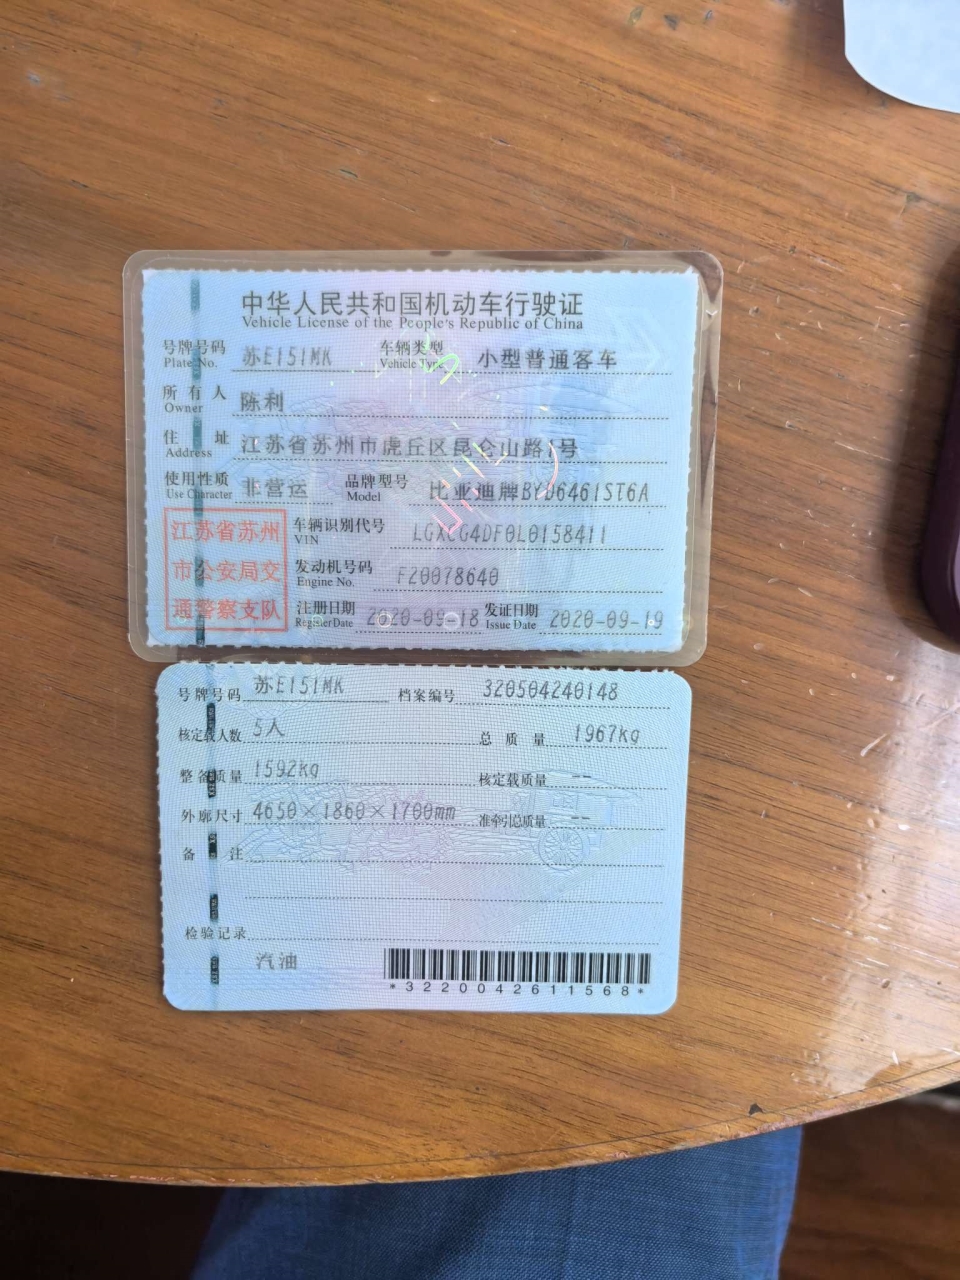 中华人民共和国机动车行驶证
Vehicle License of the People's Republic of China
号牌号码 Plate No. 苏E151MK 车辆类型 Vehicle Type 小型普通客车
所有人 Owner 陈利
住址 Address 江苏省苏州市虎丘区昆仑山路1号
使用性质 Use Character 非营运 品牌型号 Model 比亚迪牌BYD6461ST6A
江苏省苏州
市公安局交
通警察支队
车辆识别代号 VIN LGXCG4DF0L0158411
发动机号码 Engine No. F20078640
注册日期 Register Date 2020-09-18 发证日期 Issue Date 2020-09-19
号牌号码 苏E151MK 档案编号 320504240148
核定载人数 5人 总质量 1967kg
整备质量 1592kg 核定载质量 --
外廓尺寸 4650×1860×1700mm 准牵引总质量 --
备注
检验记录
汽油
*3220042611568*